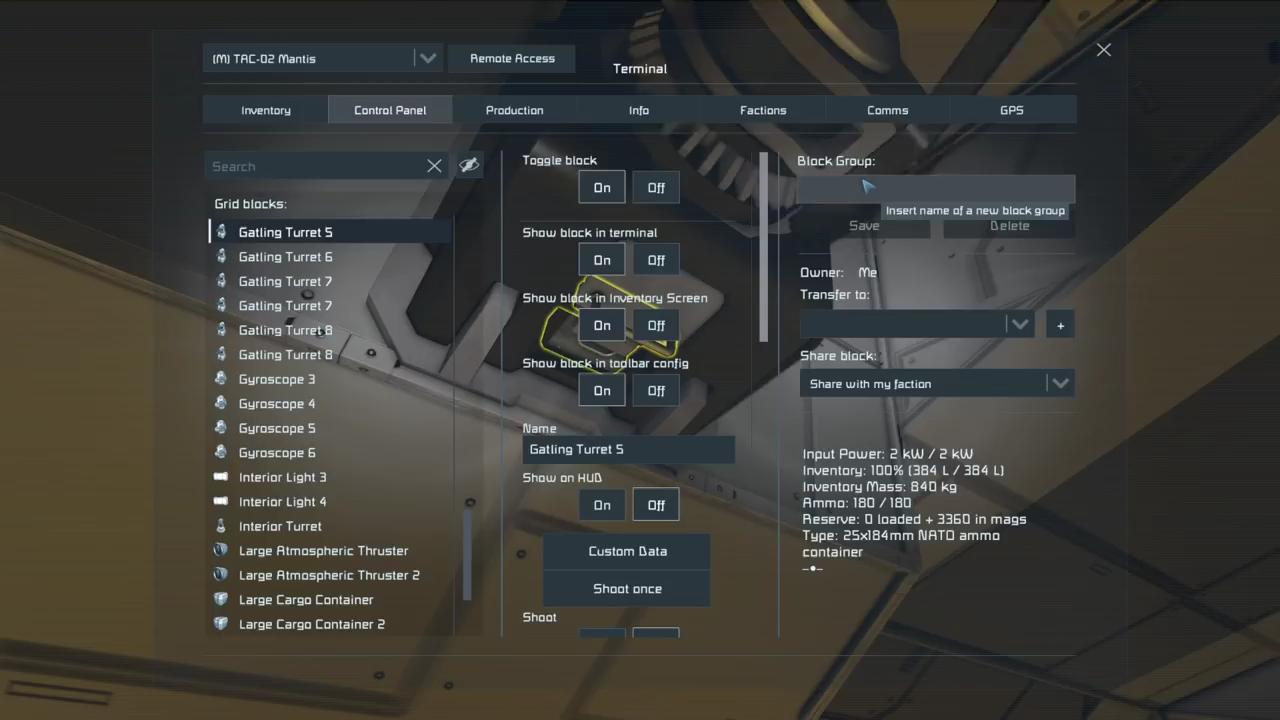 (M) TAC-02 Mantis
Remote Access
Terminal
Inventory
Control Panel
Production
Info
Factions
Comms
GPS
Search
Grid blocks:
Gatling Turret 5
Gatling Turret 6
Gatling Turret 7
Gatling Turret 7
Gatling Turret 8
Gatling Turret 8
Gyroscope 3
Gyroscope 4
Gyroscope 5
Gyroscope 6
Interior Light 3
Interior Light 4
Interior Turret
Large Atmospheric Thruster
Large Atmospheric Thruster 2
Large Cargo Container
Large Cargo Container 2
Toggle block
On Off
Show block in terminal
On Off
Show block in Inventory Screen
On Off
Show block in toolbar config
On Off
Name
Gatling Turret 5
Show on HUD
On Off
Custom Data
Shoot once
Shoot
Block Group:
Insert name of a new block group
Save Delete
Owner: Me
Transfer to:
+
Share block:
Share with my faction
Input Power: 2 kW / 2 kW
Inventory: 100% (384 L / 384 L)
Inventory Mass: 840 kg
Ammo: 180 / 180
Reserve: 0 loaded + 3360 in mags
Type: 25x184mm NATO ammo
container